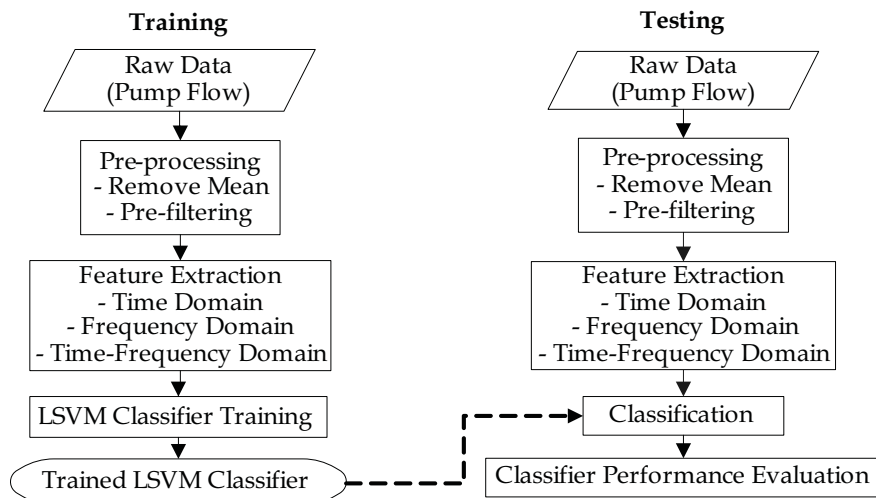 Training
Raw Data
(Pump Flow)
Pre-processing
- Remove Mean
- Pre-filtering
Feature Extraction
- Time Domain
- Frequency Domain
- Time-Frequency Domain
LSVM Classifier Training
Trained LSVM Classifier
Testing
Raw Data
(Pump Flow)
Pre-processing
- Remove Mean
- Pre-filtering
Feature Extraction
- Time Domain
- Frequency Domain
- Time-Frequency Domain
Classification
Classifier Performance Evaluation